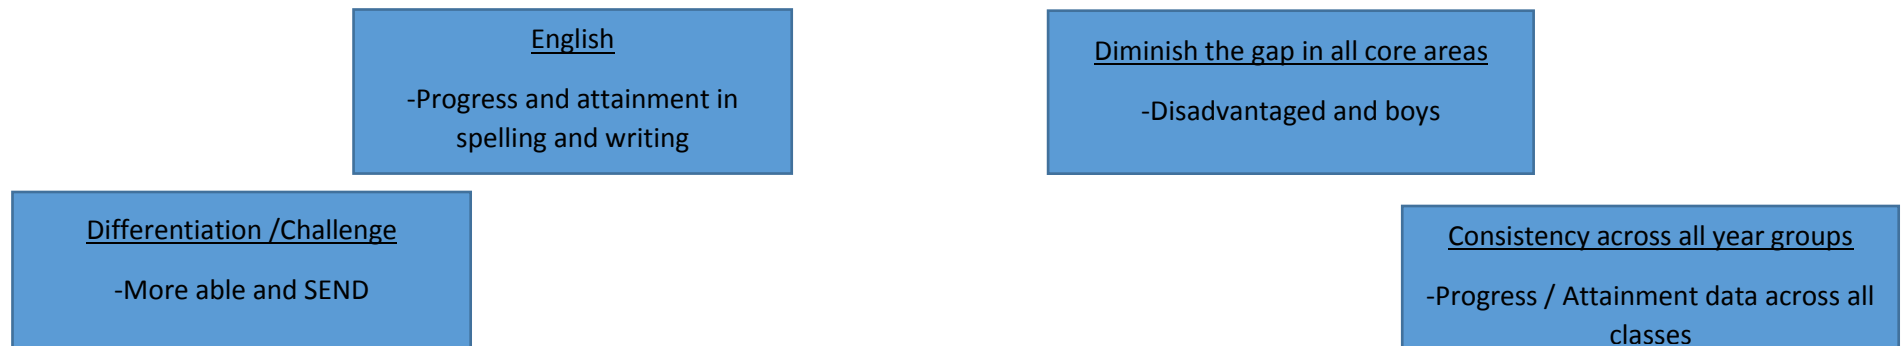 English
-Progress and attainment in
spelling and writing
Diminish the gap in all core areas
-Disadvantaged and boys
Differentiation /Challenge
-More able and SEND
Consistency across all year groups
-Progress / Attainment data across all
classes